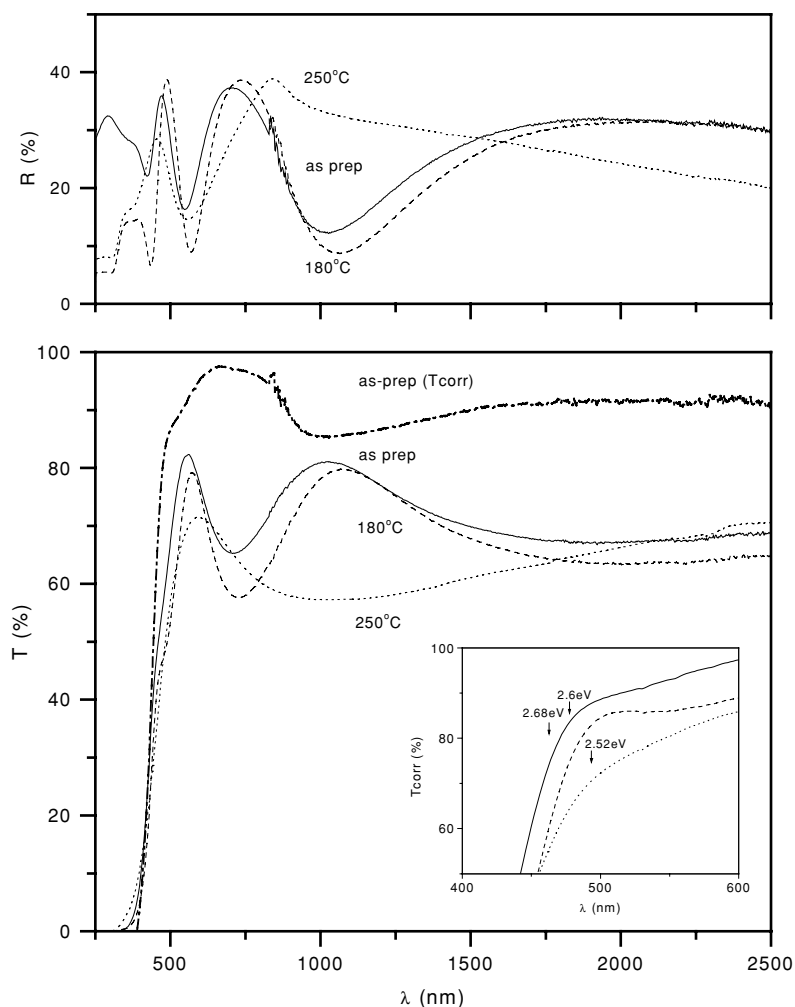 40
20
0
R (%)
250°C
as prep
180°C
100
80
60
40
20
0
T (%)
as-prep (Tcorr)
as prep
180°C
250°C
100
80
60
Tcorr (%)
2.6eV
2.68eV
2.52eV
400 500 600
λ (nm)
500 1000 1500 2000 2500
λ (nm)